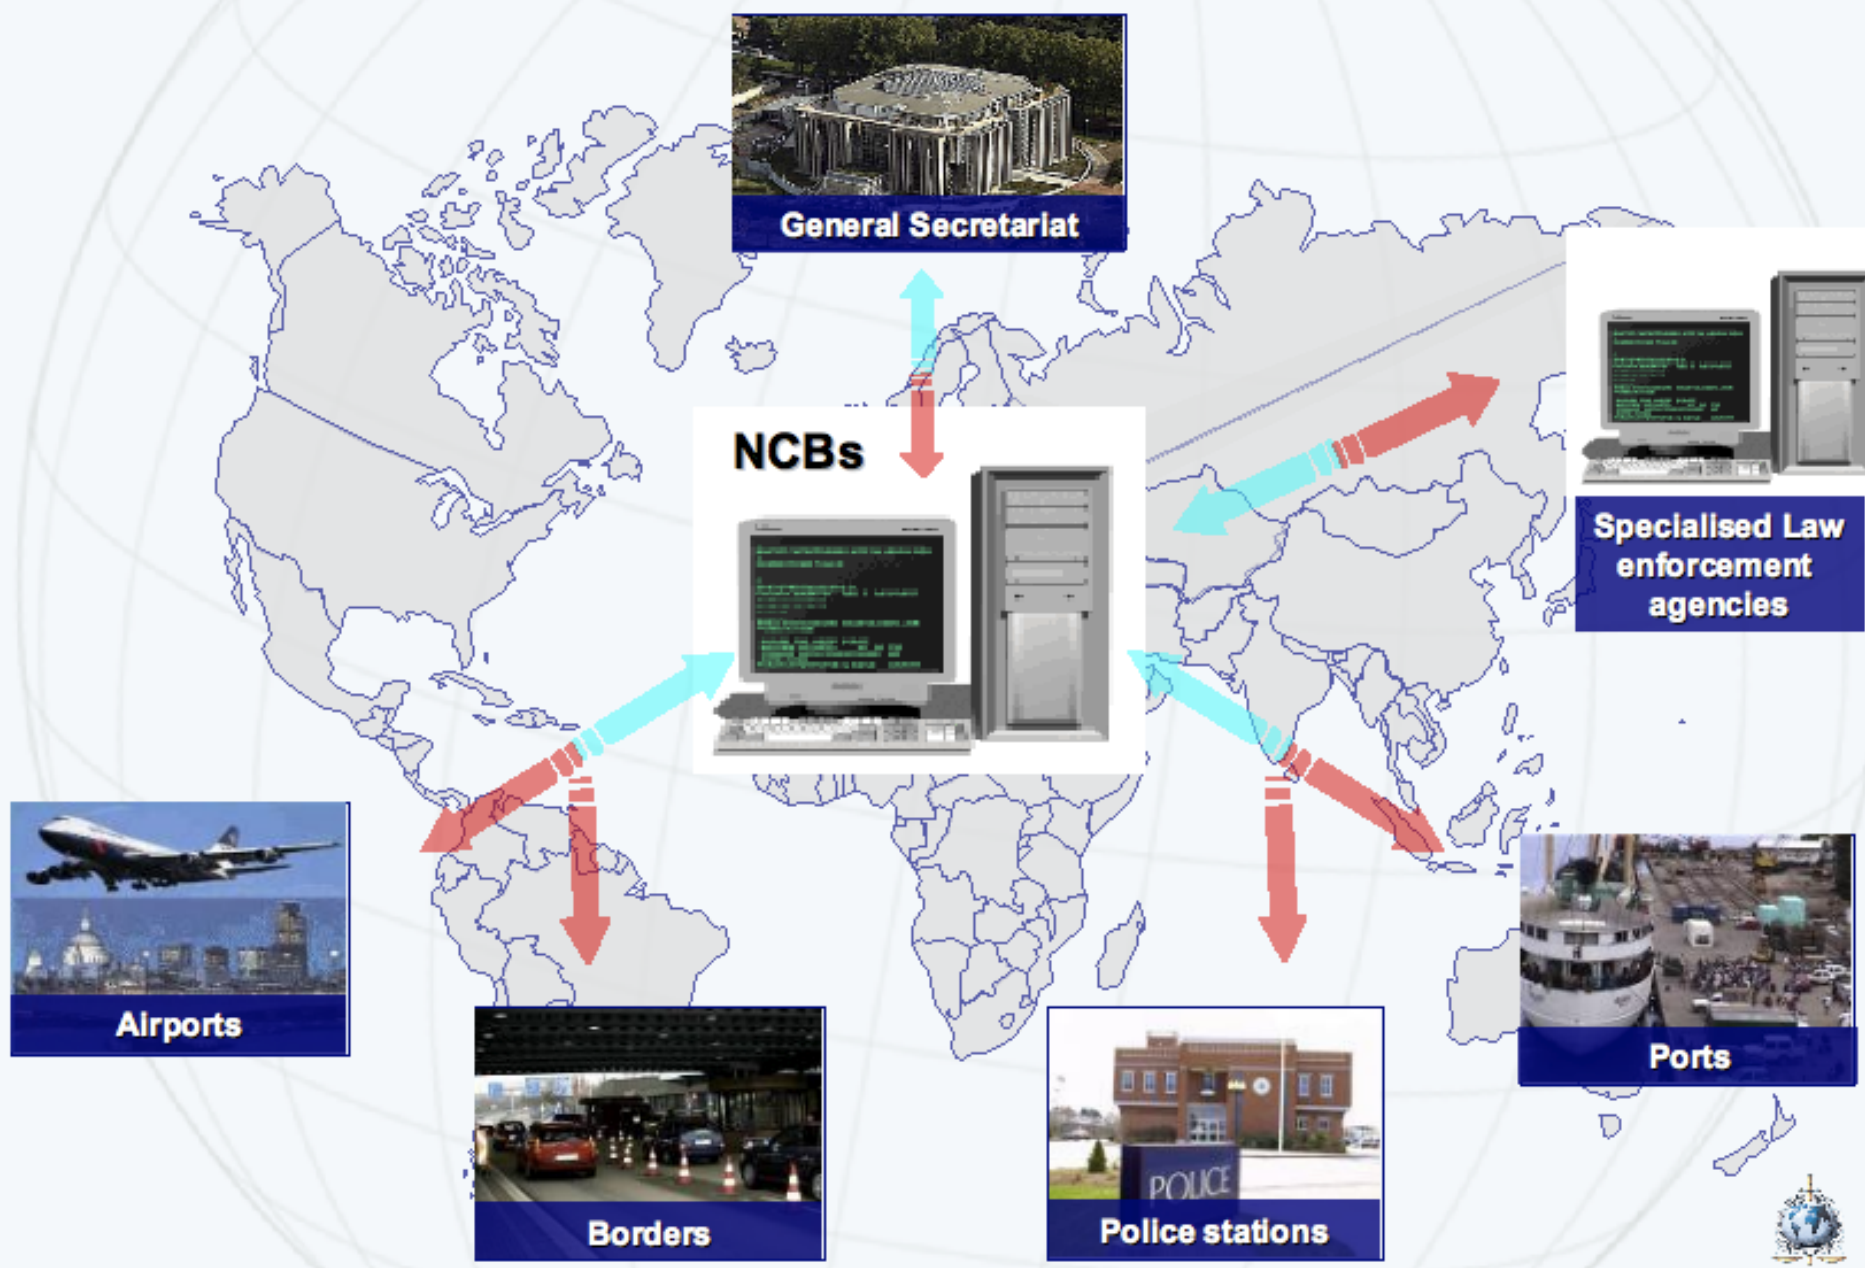 General Secretariat
NCBs
Specialised Law
enforcement
agencies
Airports
Borders
POLICE
Police stations
Ports